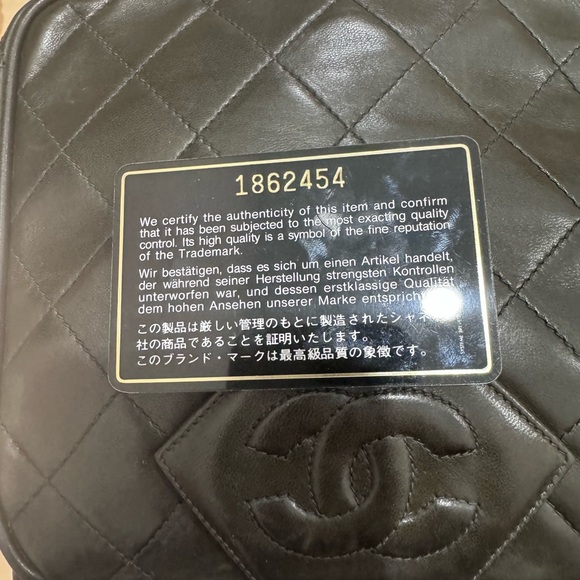 1862454
We certify the authenticity of this item and confirm
that it has been subjected to the most exacting quality
control. Its high quality is a symbol of the fine reputation
of the Trademark.
Wir bestätigen, dass es sich um einen Artikel handelt,
der während seiner Herstellung strengsten Kontrollen
unterworfen war, und dessen erstklassige Qualität
dem hohen Ansehen unserer Marke
この製品は厳しい管理のもとに製造されたシャネ
社の商品であることを証明いたします。
このブランド・マークは最高級品質の象徴です。